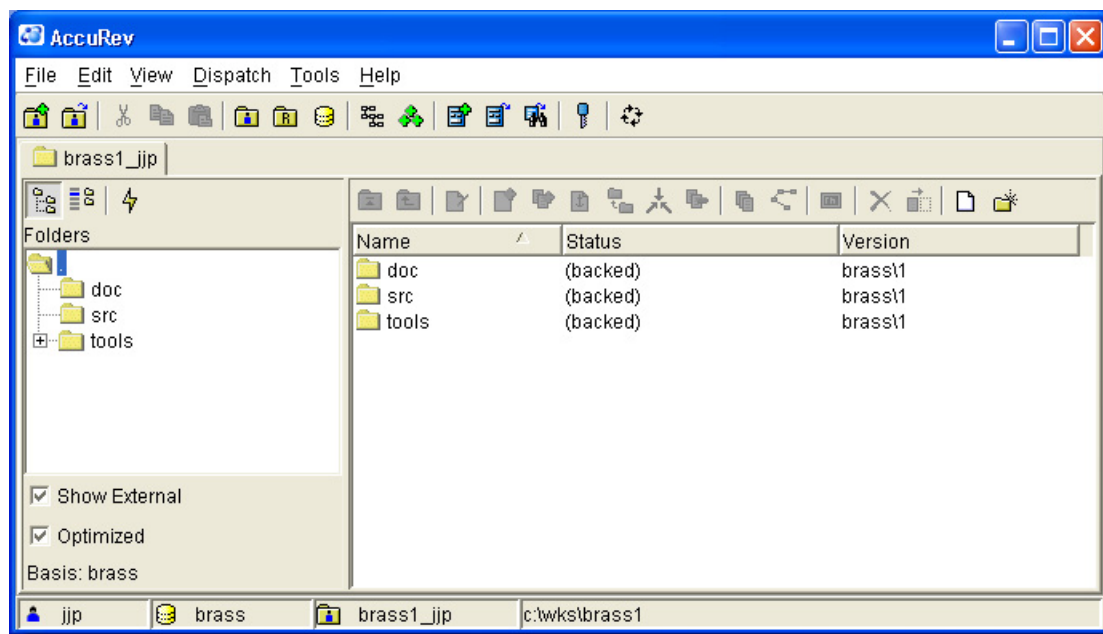 AccuRev
File Edit View Dispatch Tools Help
brass1_jjp
Folders
.
doc
src
tools
Show External
Optimized
Basis: brass
Name Status Version
doc (backed) brass\1
src (backed) brass\1
tools (backed) brass\1
jjp brass brass1_jjp c:\wks\brass1